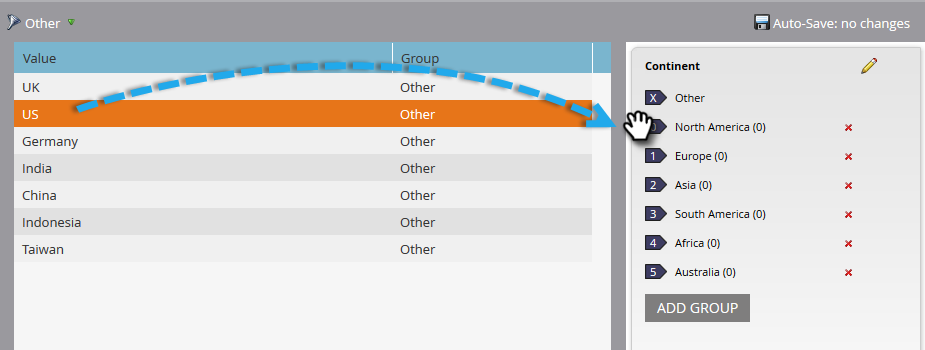 Other
Auto-Save: no changes
Value Group
UK Other
US Other
Germany Other
India Other
China Other
Indonesia Other
Taiwan Other
Continent
X Other
North America (0)
1 Europe (0)
2 Asia (0)
3 South America (0)
4 Africa (0)
5 Australia (0)
ADD GROUP